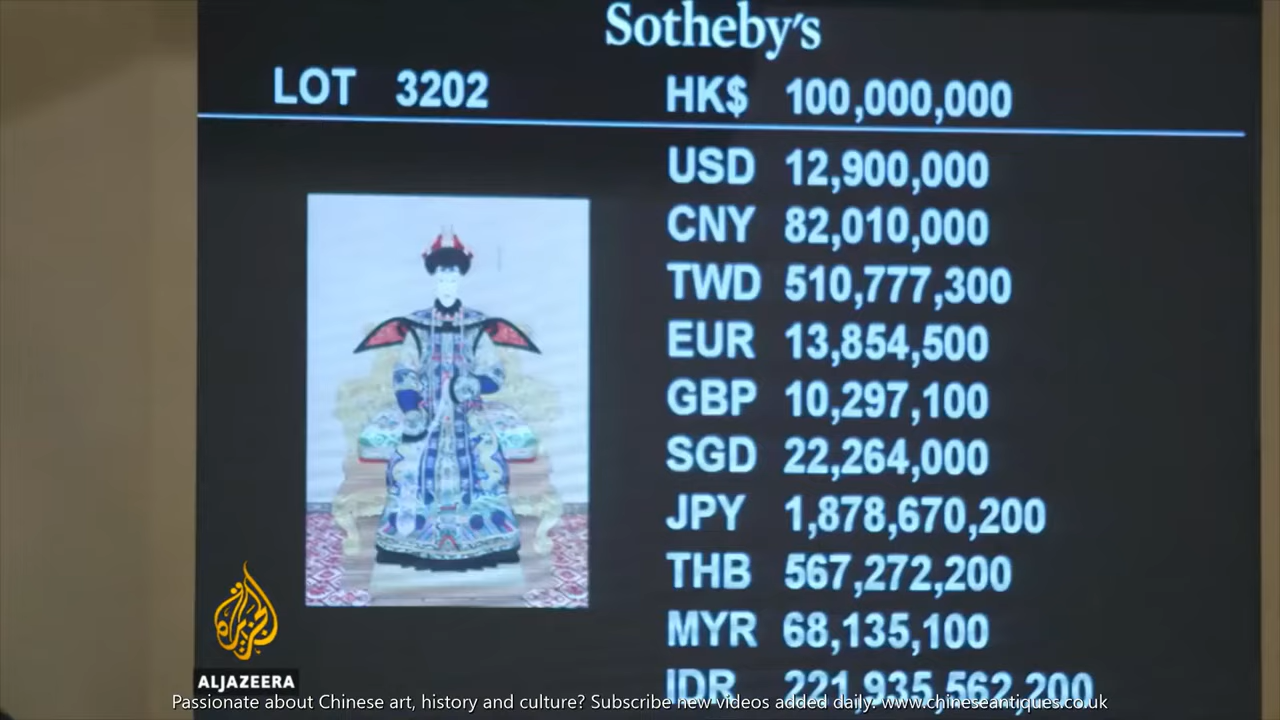 Sotheby's
LOT 3202 HK$ 100,000,000
USD 12,900,000
CNY 82,010,000
TWD 510,777,300
EUR 13,854,500
GBP 10,297,100
SGD 22,264,000
JPY 1,878,670,200
THB 567,272,200
MYR 68,135,100
IDR 221,935,562,200
الجزيرة
ALJAZEERA
Passionate about Chinese art, history and culture? Subscribe new videos added daily: www.chineseantiques.co.uk